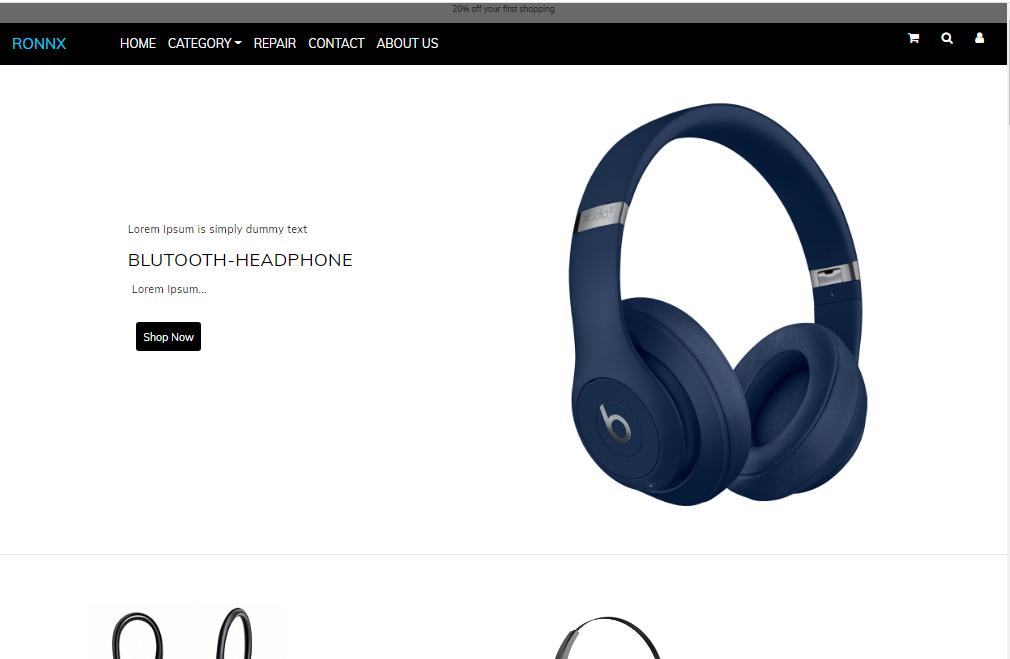 20% off your first shopping
RONNX HOME CATEGORY REPAIR CONTACT ABOUT US
Lorem Ipsum is simply dummy text
BLUTOOTH-HEADPHONE
Lorem Ipsum...
Shop Now